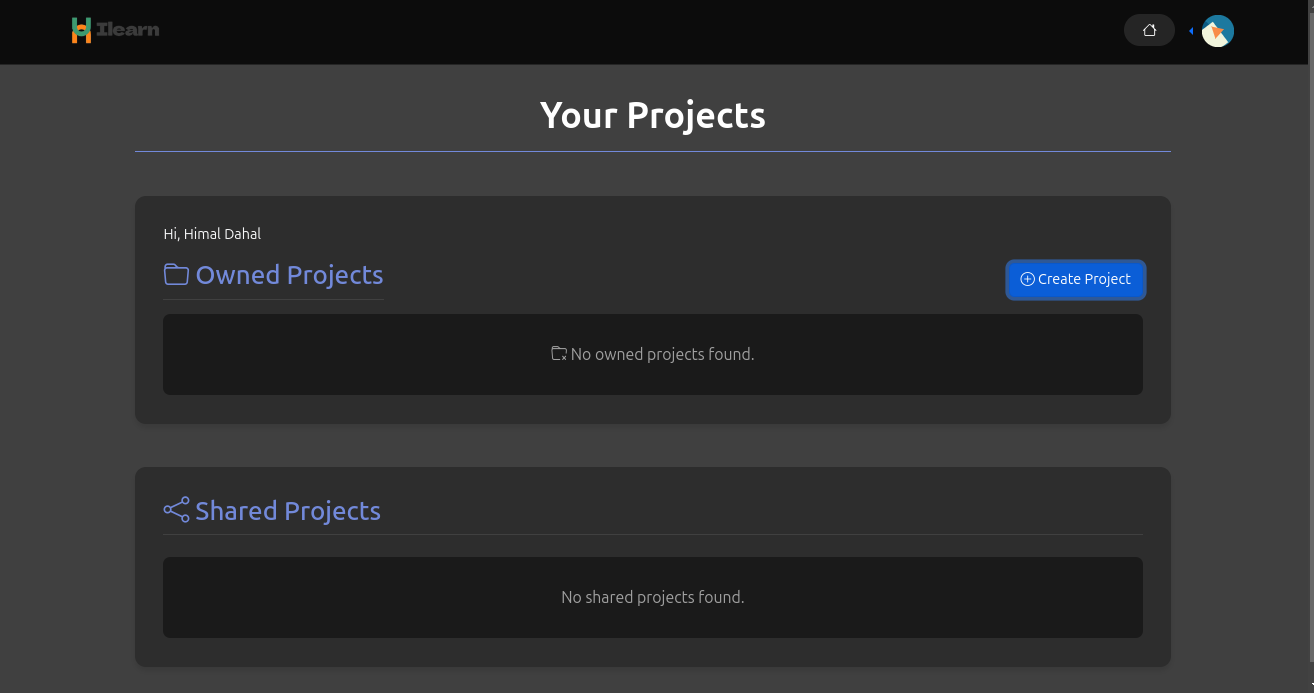 Ilearn
Your Projects
Hi, Himal Dahal
Owned Projects
Create Project
No owned projects found.
Shared Projects
No shared projects found.